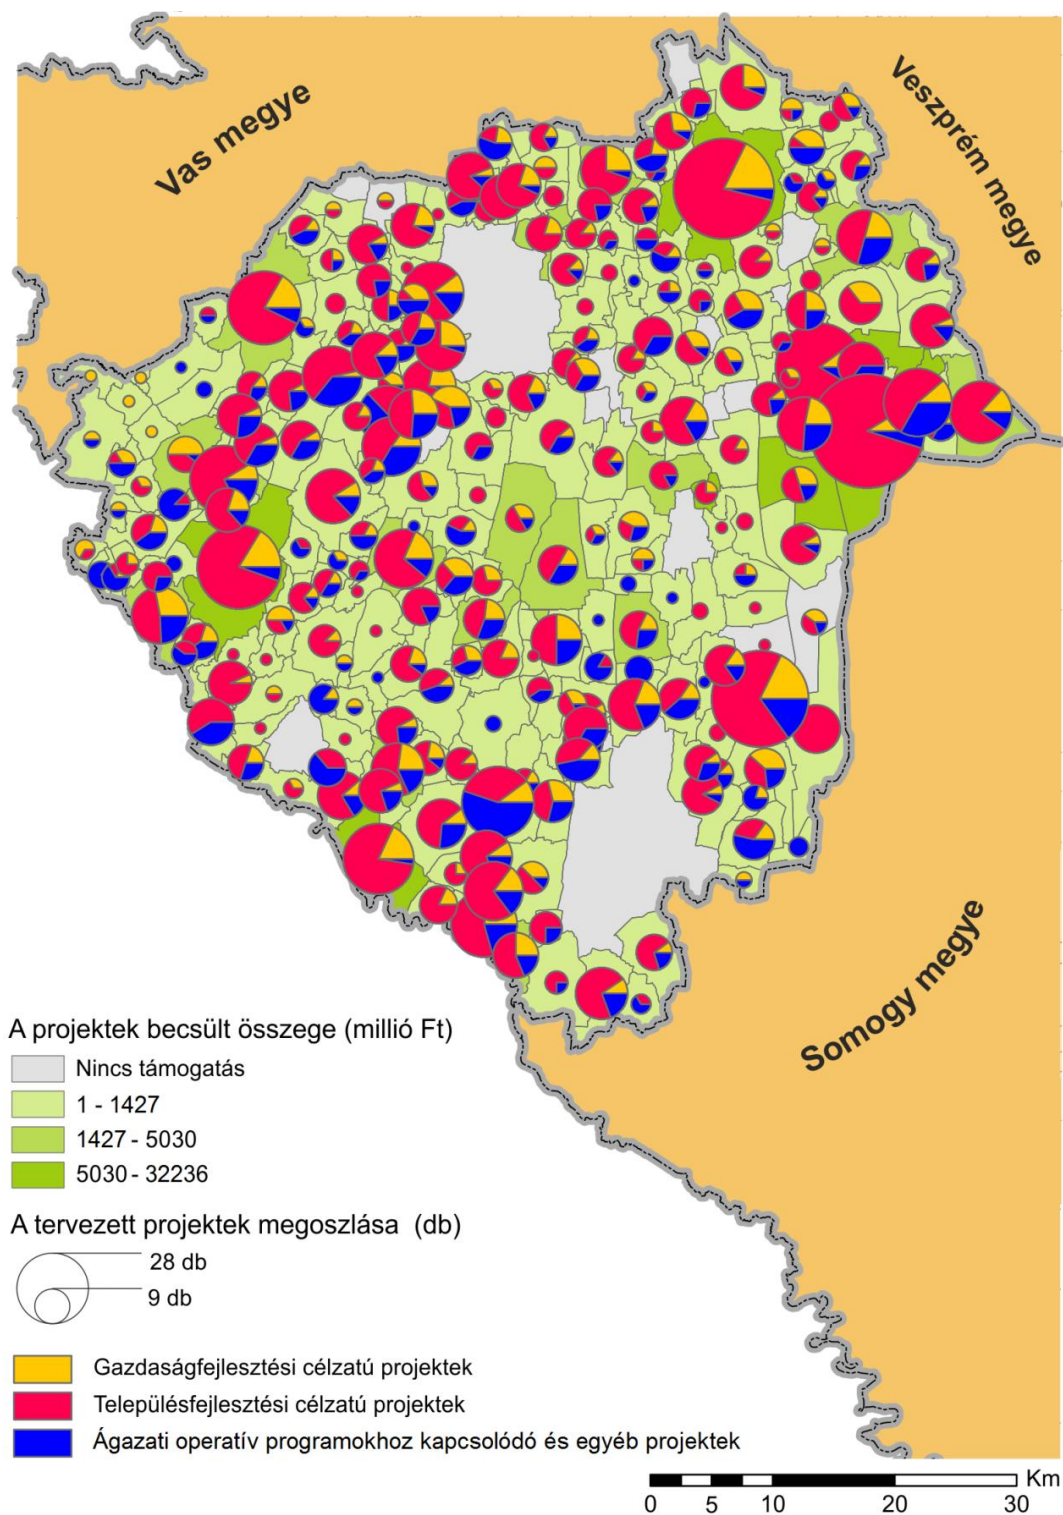 Vas megye
Veszprém megye
Somogy megye
A projektek becsült összege (millió Ft)
Nincs támogatás
1 - 1427
1427 - 5030
5030 - 32236
A tervezett projektek megoszlása (db)
28 db
9 db
Gazdaságfejlesztési célzatú projektek
Településfejlesztési célzatú projektek
Ágazati operatív programokhoz kapcsolódó és egyéb projektek
Km
0 5 10 20 30